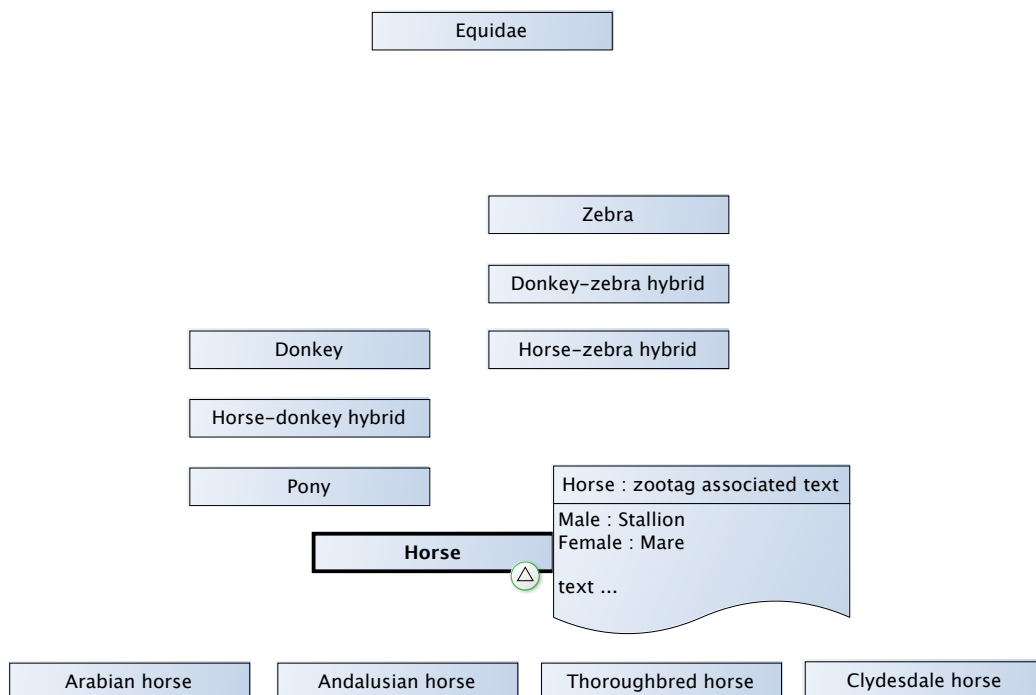 Equidae
Zebra
Donkey–zebra hybrid
Donkey
Horse–zebra hybrid
Horse–donkey hybrid
Pony
Horse : zootag associated text
Male : Stallion
Female : Mare
Horse
text ...
Arabian horse
Andalusian horse
Thoroughbred horse
Clydesdale horse